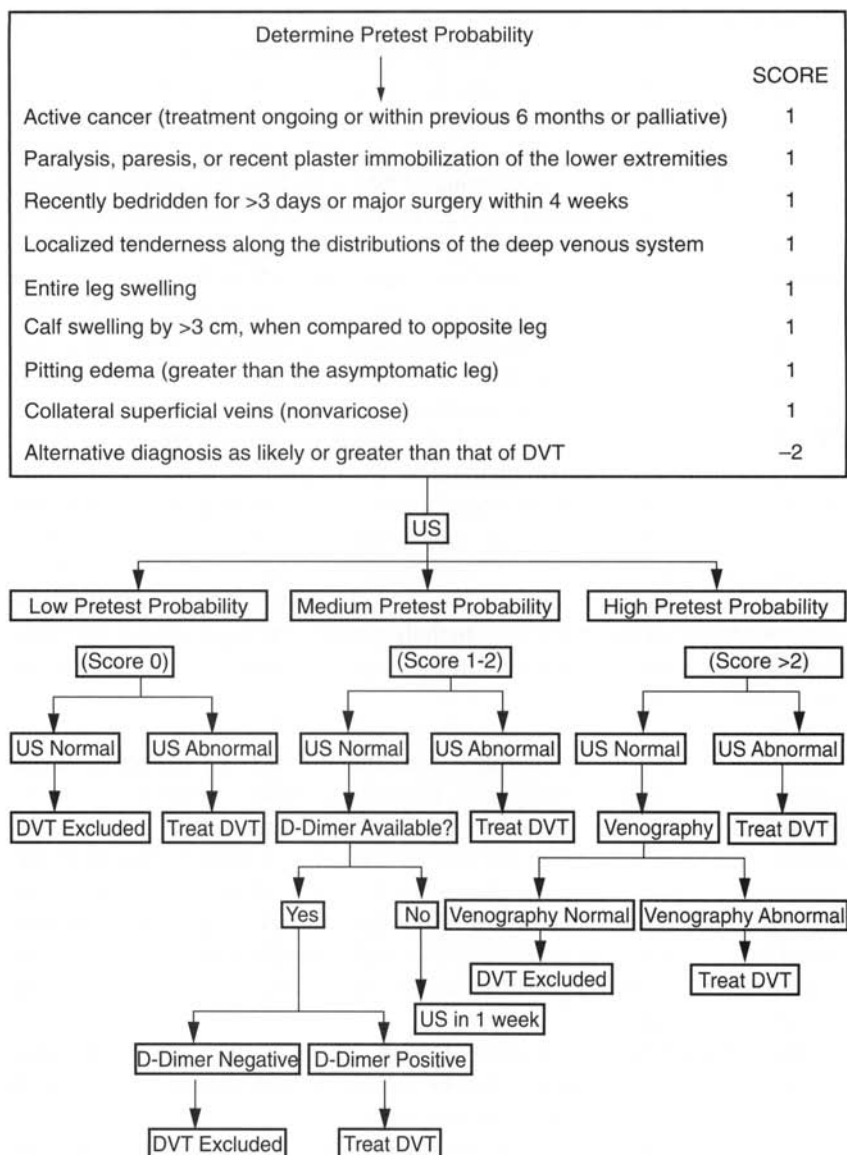 Determine Pretest Probability
SCORE
Active cancer (treatment ongoing or within previous 6 months or palliative) 1
Paralysis, paresis, or recent plaster immobilization of the lower extremities 1
Recently bedridden for >3 days or major surgery within 4 weeks 1
Localized tenderness along the distributions of the deep venous system 1
Entire leg swelling 1
Calf swelling by >3 cm, when compared to opposite leg 1
Pitting edema (greater than the asymptomatic leg) 1
Collateral superficial veins (nonvaricose) 1
Alternative diagnosis as likely or greater than that of DVT –2
US
Low Pretest Probability Medium Pretest Probability High Pretest Probability
(Score 0) (Score 1-2) (Score >2)
US Normal US Abnormal US Normal US Abnormal US Normal US Abnormal
DVT Excluded Treat DVT D-Dimer Available? Treat DVT Venography Treat DVT
Yes No Venography Normal Venography Abnormal
DVT Excluded Treat DVT
US in 1 week
D-Dimer Negative D-Dimer Positive
DVT Excluded Treat DVT